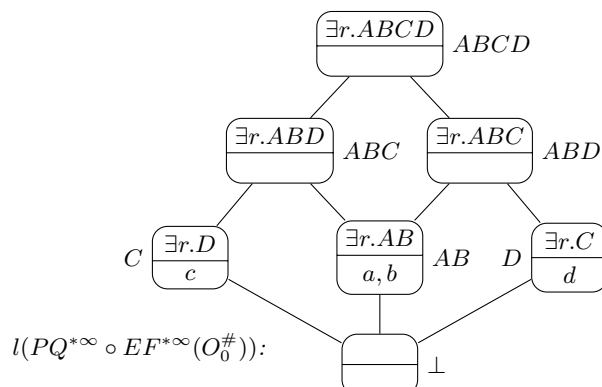 ∃r.ABCD
ABCD
∃r.ABD ABC ∃r.ABC ABD
C ∃r.D ∃r.AB AB D ∃r.C
c a, b d
l(PQ*∞ ∘ EF*∞(O₀^#)): ⊥